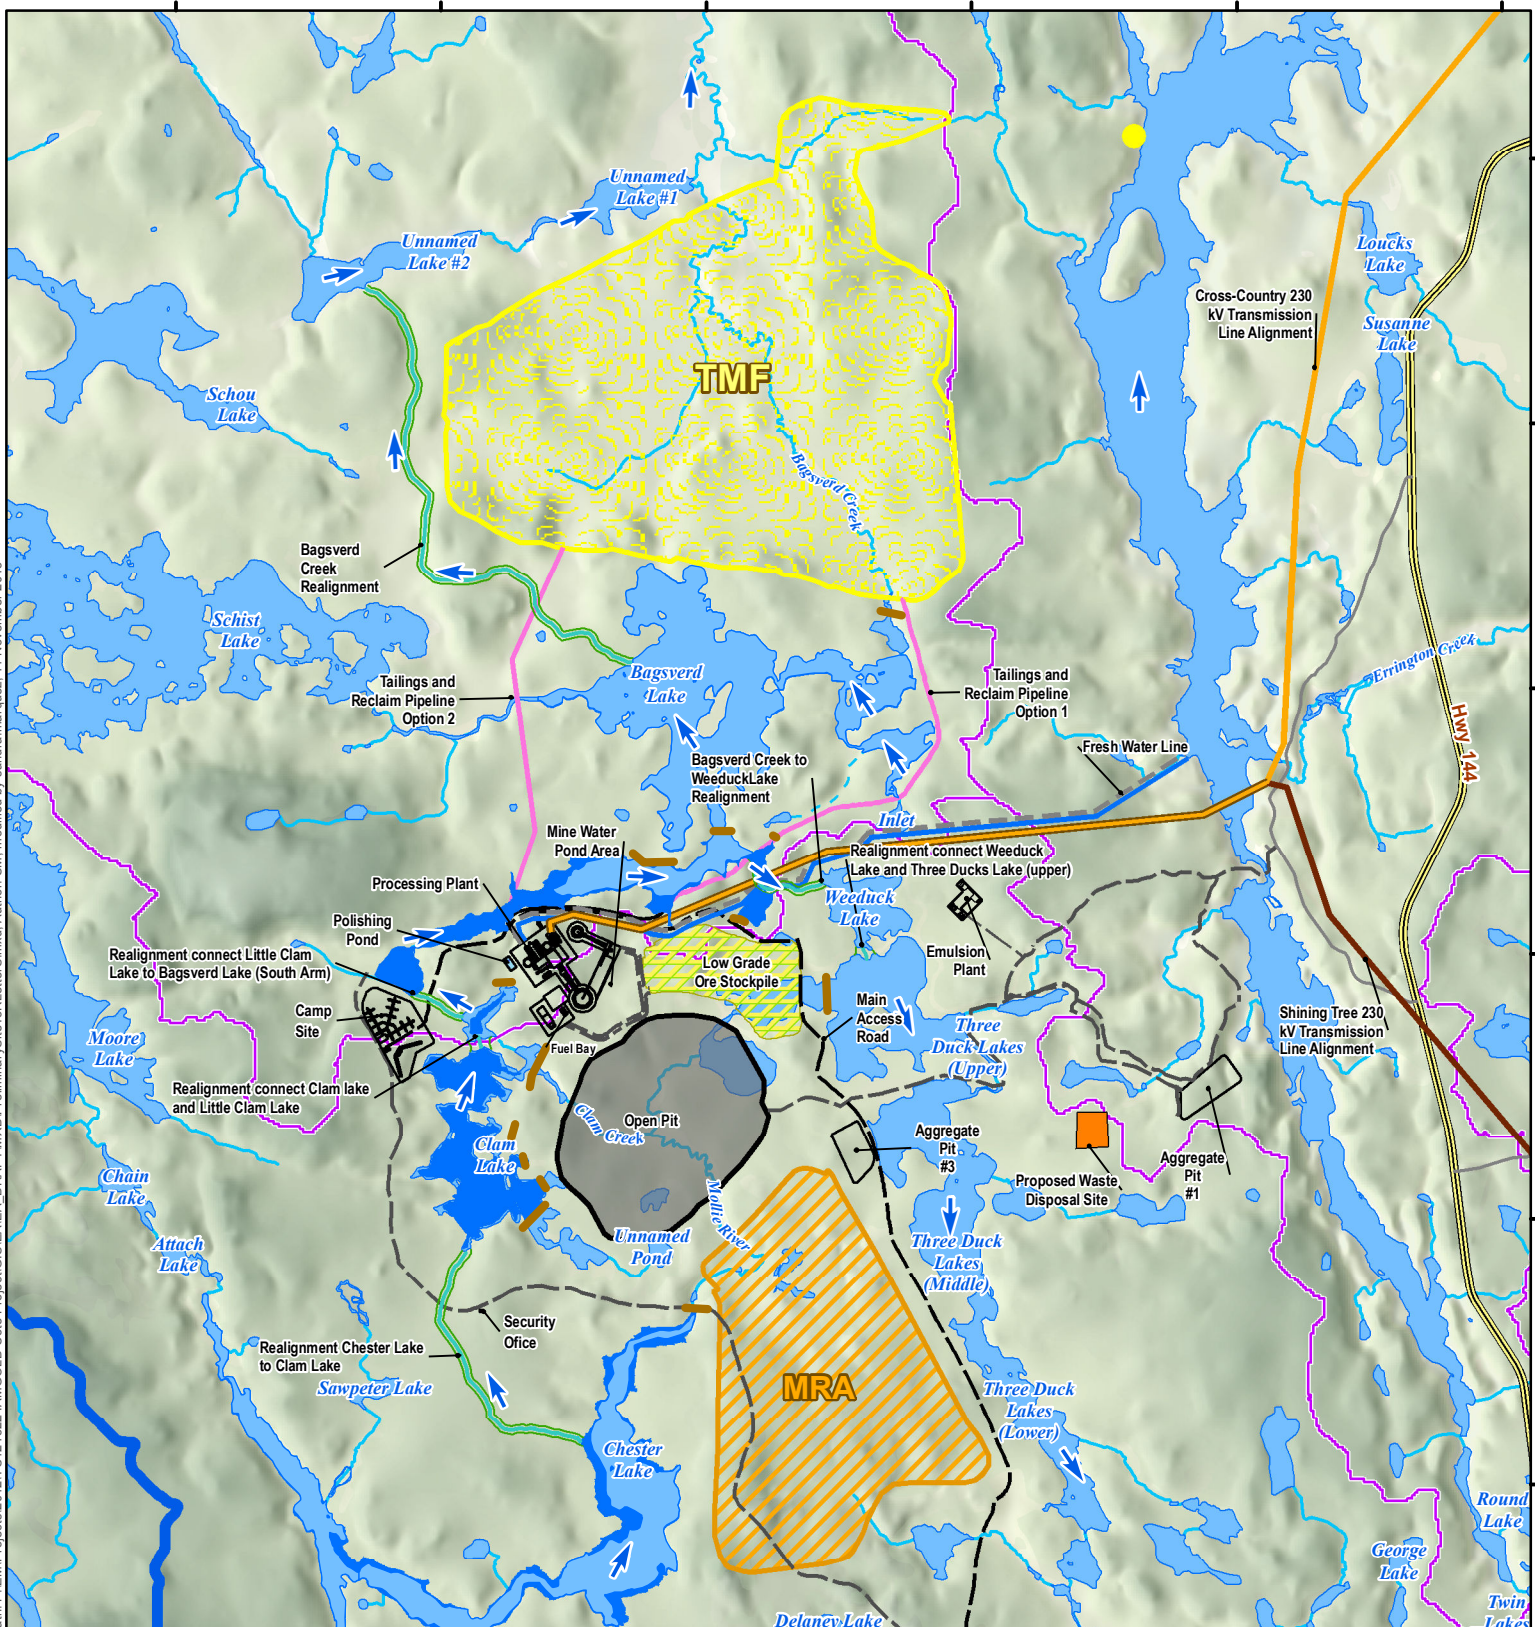 Unnamed
Lake #1
Unnamed
Lake #2
Loucks
Lake
Cross-Country 230
kV Transmission
Line Alignment
Susanne
Lake
TMF
Schou
Lake
Bagsverd Creek
Bagsverd
Creek
Realignment
Schist
Lake
Errington Creek
Bagsverd
Lake
Tailings and
Reclaim Pipeline
Option 2
Tailings and
Reclaim Pipeline
Option 1
Hwy 144
Fresh Water Line
Bagsverd Creek to
WeeduckLake
Realignment
Inlet
Mine Water
Pond Area
Realignment connect Weeduck
Lake and Three Ducks Lake (upper)
Processing Plant
Weeduck
Lake
Polishing
Pond
Realignment connect Little Clam
Lake to Bagsverd Lake (South Arm)
Low Grade
Ore Stockpile
Emulsion
Plant
Camp
Site
Main
Access
Road
Shining Tree 230
kV Transmission
Line Alignment
Three
Duck Lakes
(Upper)
Moore
Lake
Fuel Bay
Realignment connect Clam lake
and Little Clam Lake
Clam Creek
Open Pit
Clam
Lake
Aggregate
Pit
#3
Aggregate
Pit
#1
Proposed Waste
Disposal Site
Chain
Lake
Mollie River
Unnamed
Pond
Attach
Lake
Three Duck
Lakes
(Middle)
Security
Ofice
Realignment Chester Lake
to Clam Lake
Sawpeter Lake
MRA
Three Duck
Lakes
(Lower)
Chester
Lake
Round
Lake
George
Lake
Twin
Lakes
Delaney Lake